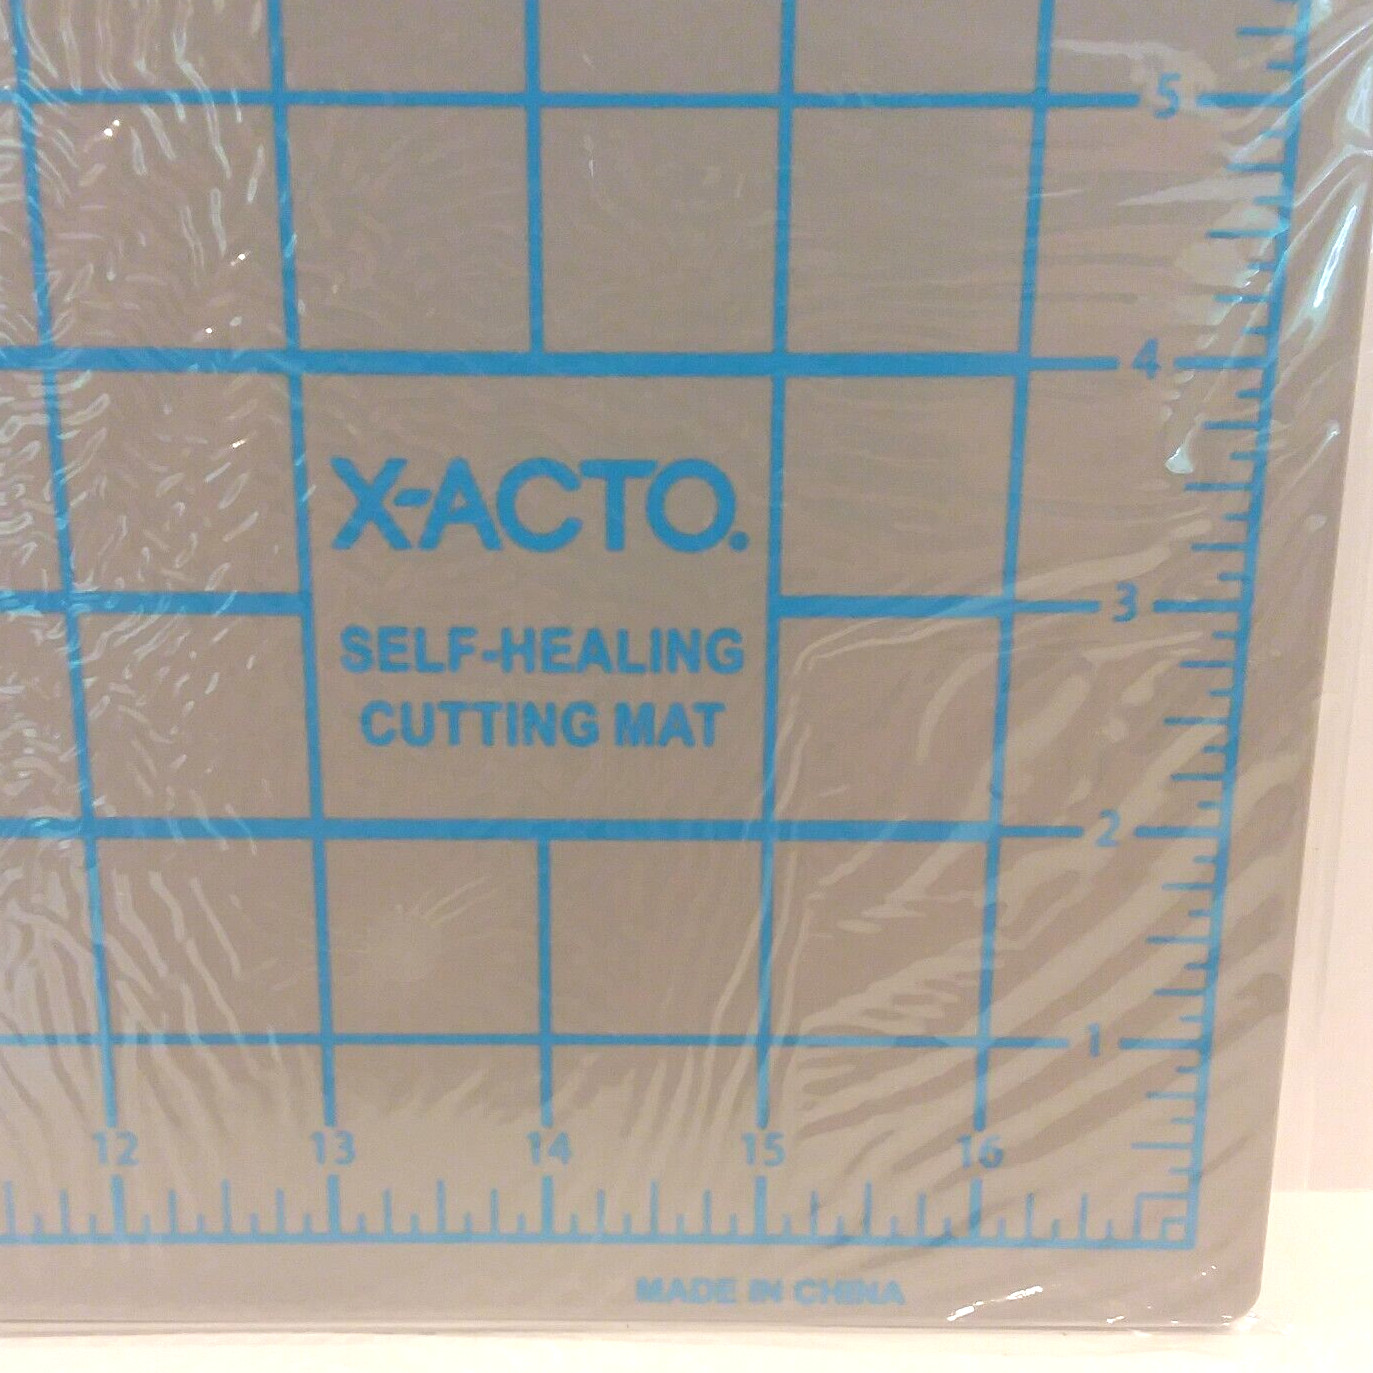 5
4
X-ACTO.
3
SELF-HEALING
CUTTING MAT
2
1
12 13 14 15 16
MADE IN CHINA